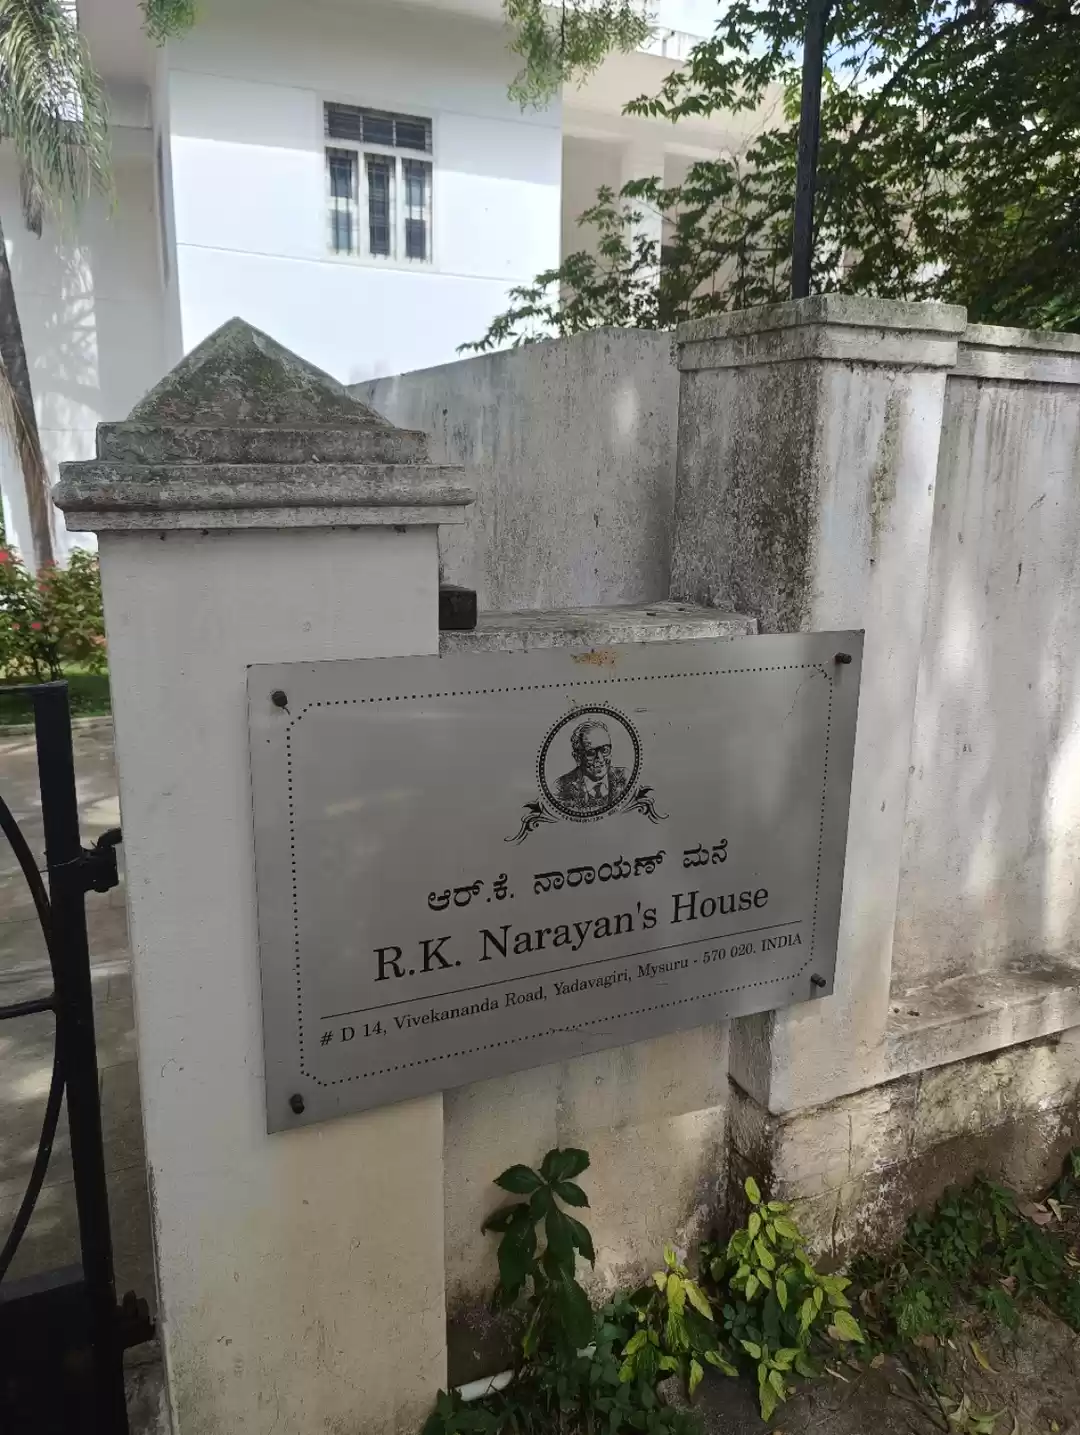 ಆರ್.ಕೆ. ನಾರಾಯಣ್ ಮನೆ
R.K. Narayan's House
# D 14, Vivekananda Road, Yadavagiri, Mysuru - 570 020. INDIA